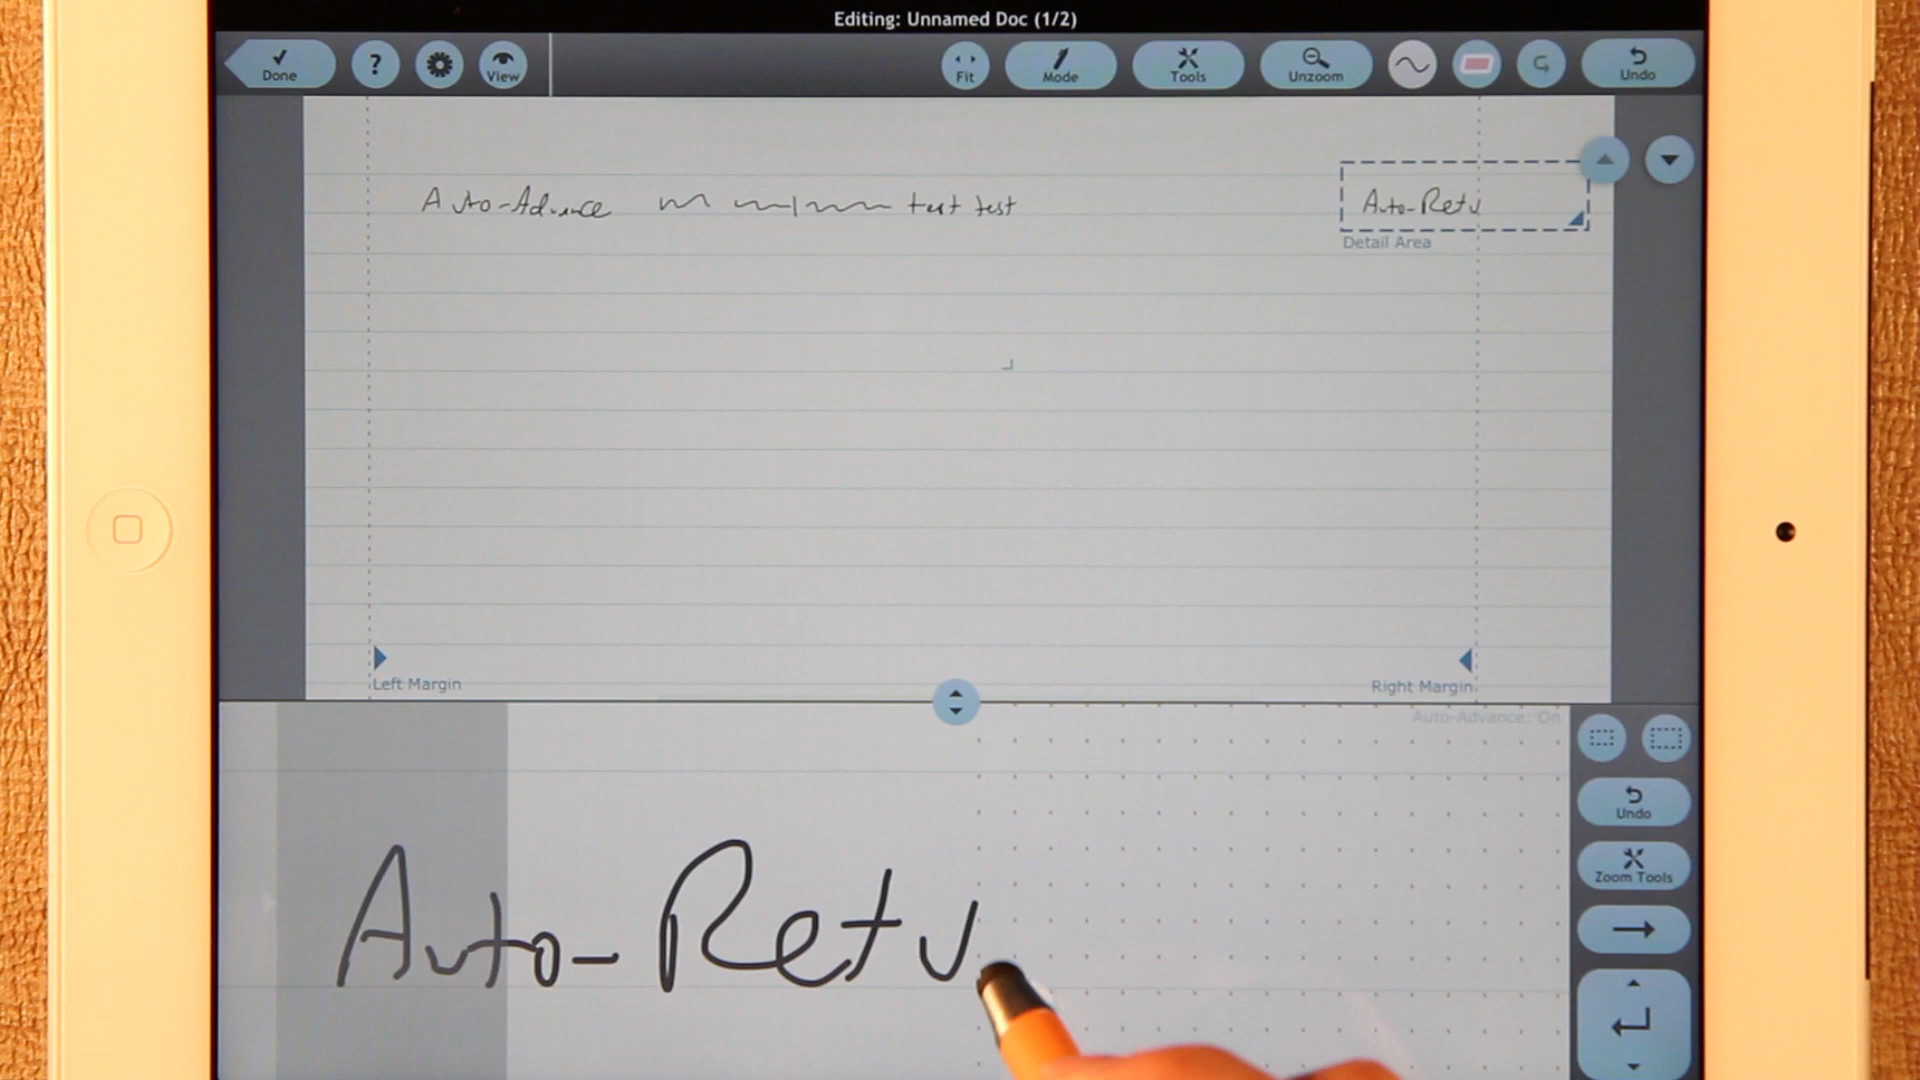 Editing: Unnamed Doc (1/2)
Done ? View Fit Mode Tools Unzoom Undo
Auto-Advance test test Auto-Retu
Detail Area
Left Margin Right Margin
Auto-Advance: On
Undo
Zoom Tools
Auto-Retu